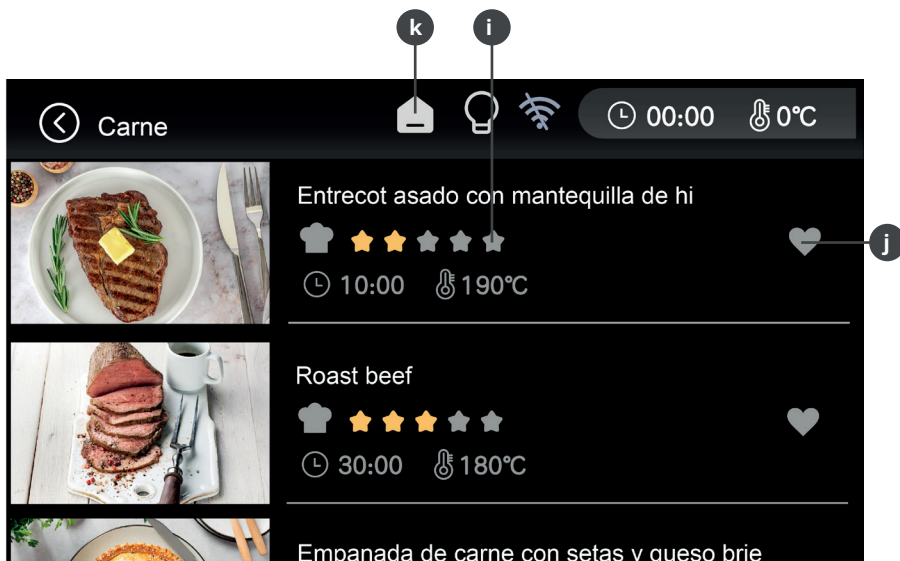 k i
Carne 00:00 0°C
Entrecot asado con mantequilla de hi
j
10:00 190°C
Roast beef
30:00 180°C
Empanada de carne con setas y queso brie